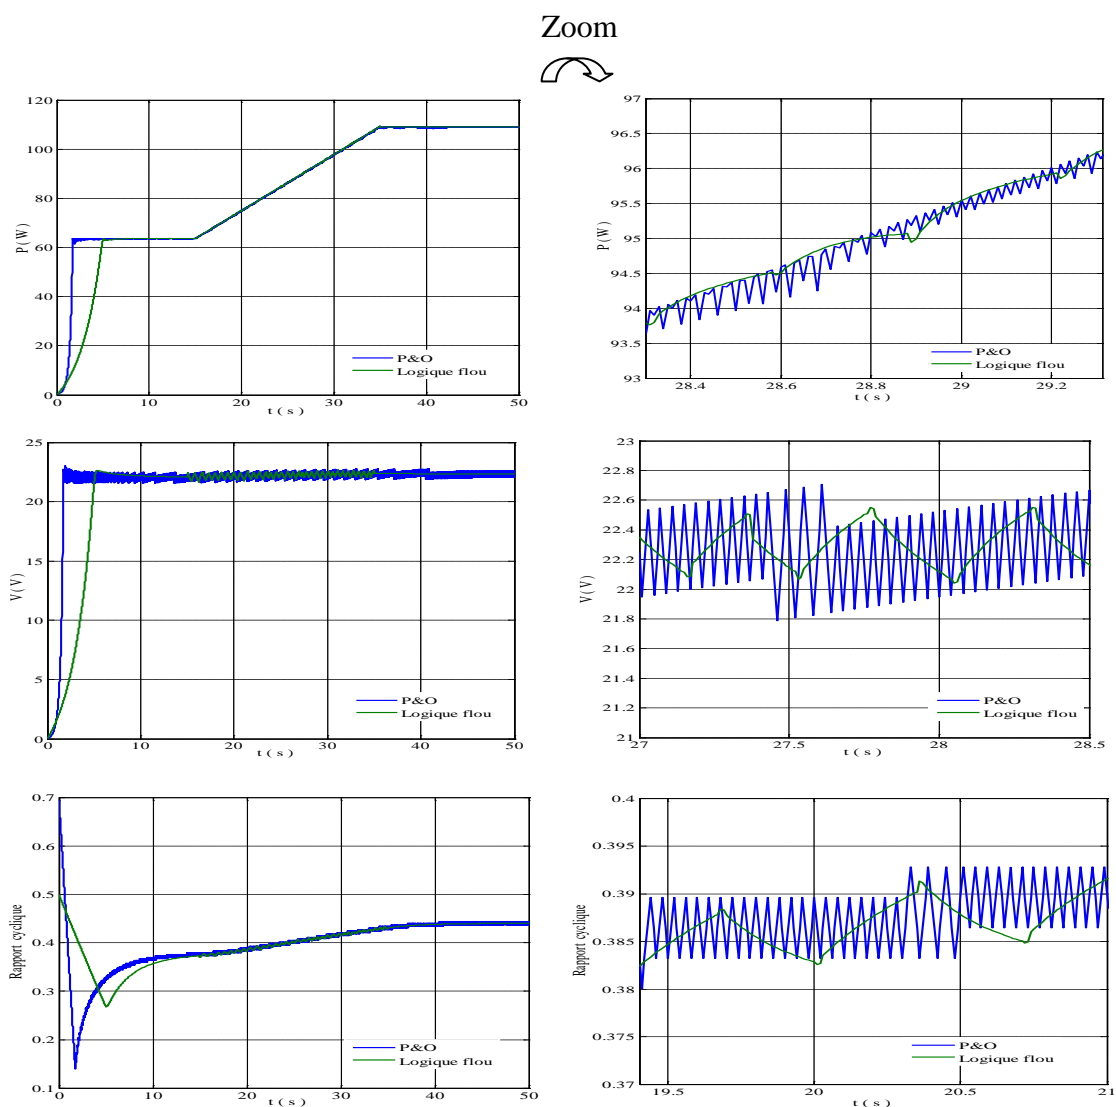 Zoom
120
100
80
60
40
20
0
P(W)
0 10 20 30 40 50
t(s)
P&O
Logique flou
97
96.5
96
95.5
95
94.5
94
93.5
93
P(W)
28.4 28.6 28.8 29 29.2
t(s)
P&O
Logique flou
25
20
15
10
5
0
V(V)
0 10 20 30 40 50
t(s)
P&O
Logique flou
23
22.8
22.6
22.4
22.2
22
21.8
21.6
21.4
21.2
21
V(V)
27 27.5 28 28.5
t(s)
P&O
Logique flou
0.7
0.6
0.5
0.4
0.3
0.2
0.1
Rapport cyclique
0 10 20 30 40 50
t(s)
P&O
Logique flou
0.4
0.395
0.39
0.385
0.38
0.375
0.37
Rapport cyclique
19.5 20 20.5 21
t(s)
P&O
Logique flou